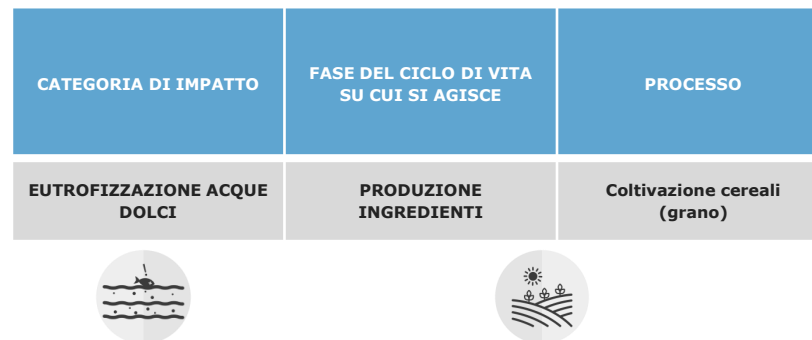 CATEGORIA DI IMPATTO
FASE DEL CICLO DI VITA
SU CUI SI AGISCE
PROCESSO
EUTROFIZZAZIONE ACQUE
DOLCI
PRODUZIONE
INGREDIENTI
Coltivazione cereali
(grano)